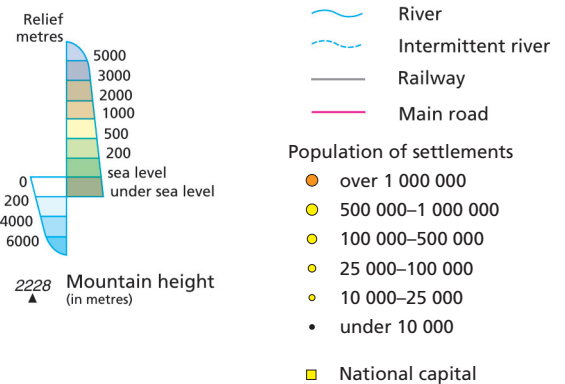 Relief
metres
5000
3000
2000
1000
500
200
sea level
under sea level
0
200
4000
6000
2228 Mountain height
(in metres)
River
Intermittent river
Railway
Main road
Population of settlements
over 1 000 000
500 000–1 000 000
100 000–500 000
25 000–100 000
10 000–25 000
under 10 000
National capital